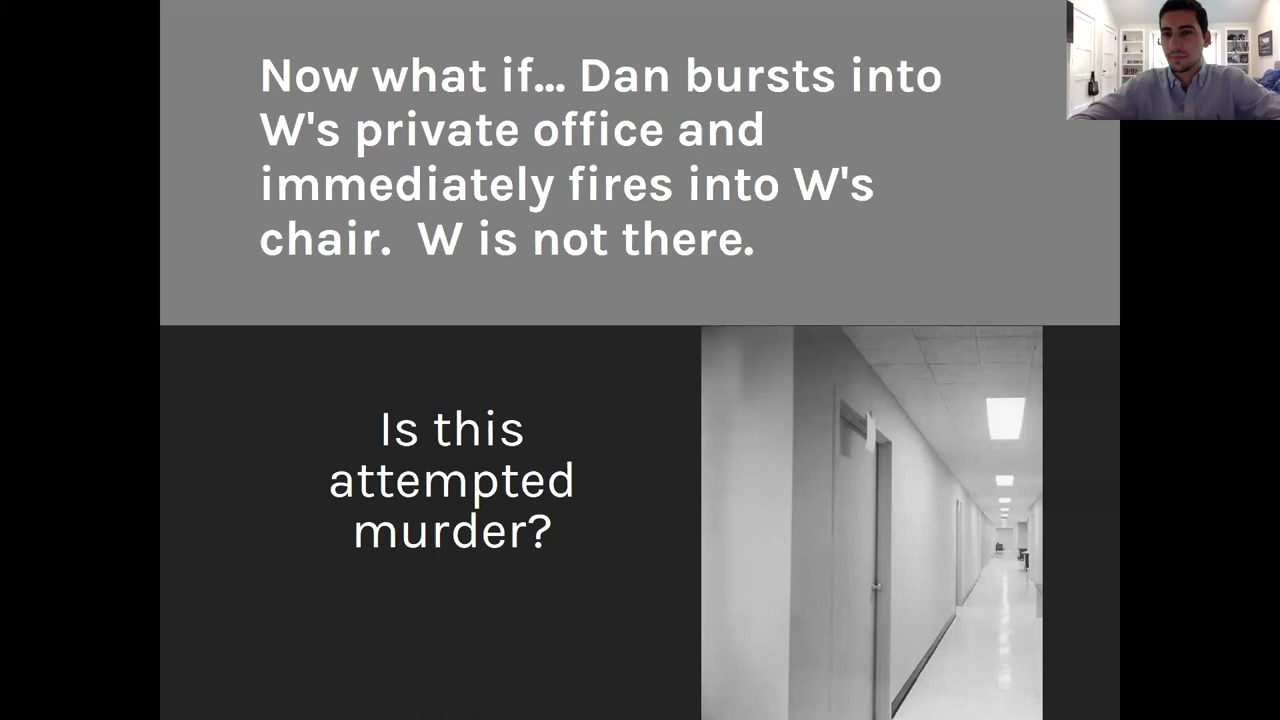 Now what if... Dan bursts into
W's private office and
immediately fires into W's
chair.  W is not there.
Is this
attempted
murder?